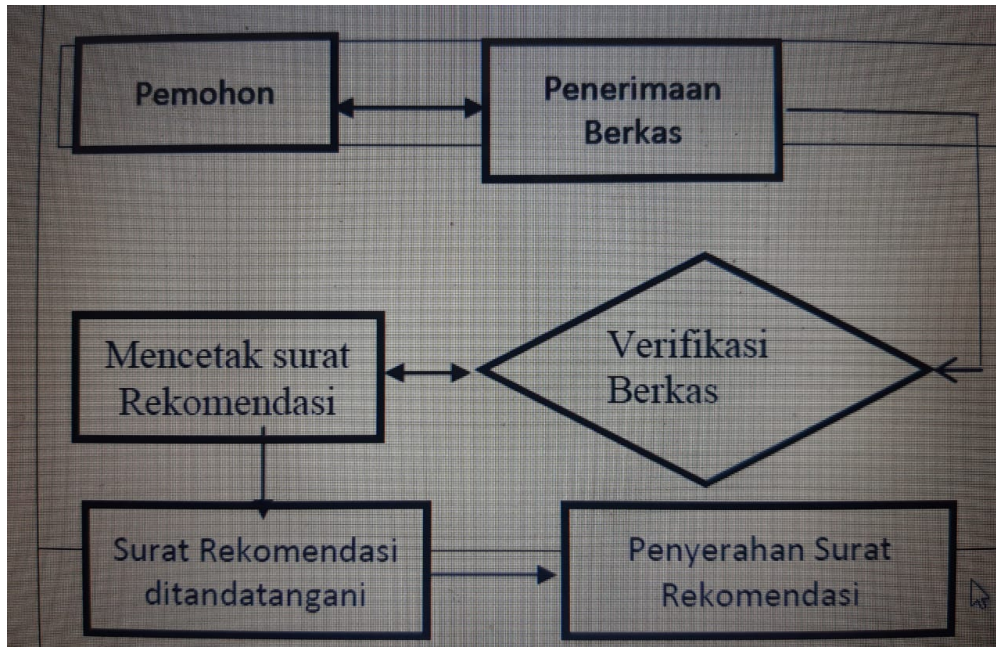 Pemohon
Penerimaan
Berkas
Verifikasi
Berkas
Mencetak surat
Rekomendasi
Surat Rekomendasi
ditandatangani
Penyerahan Surat
Rekomendasi